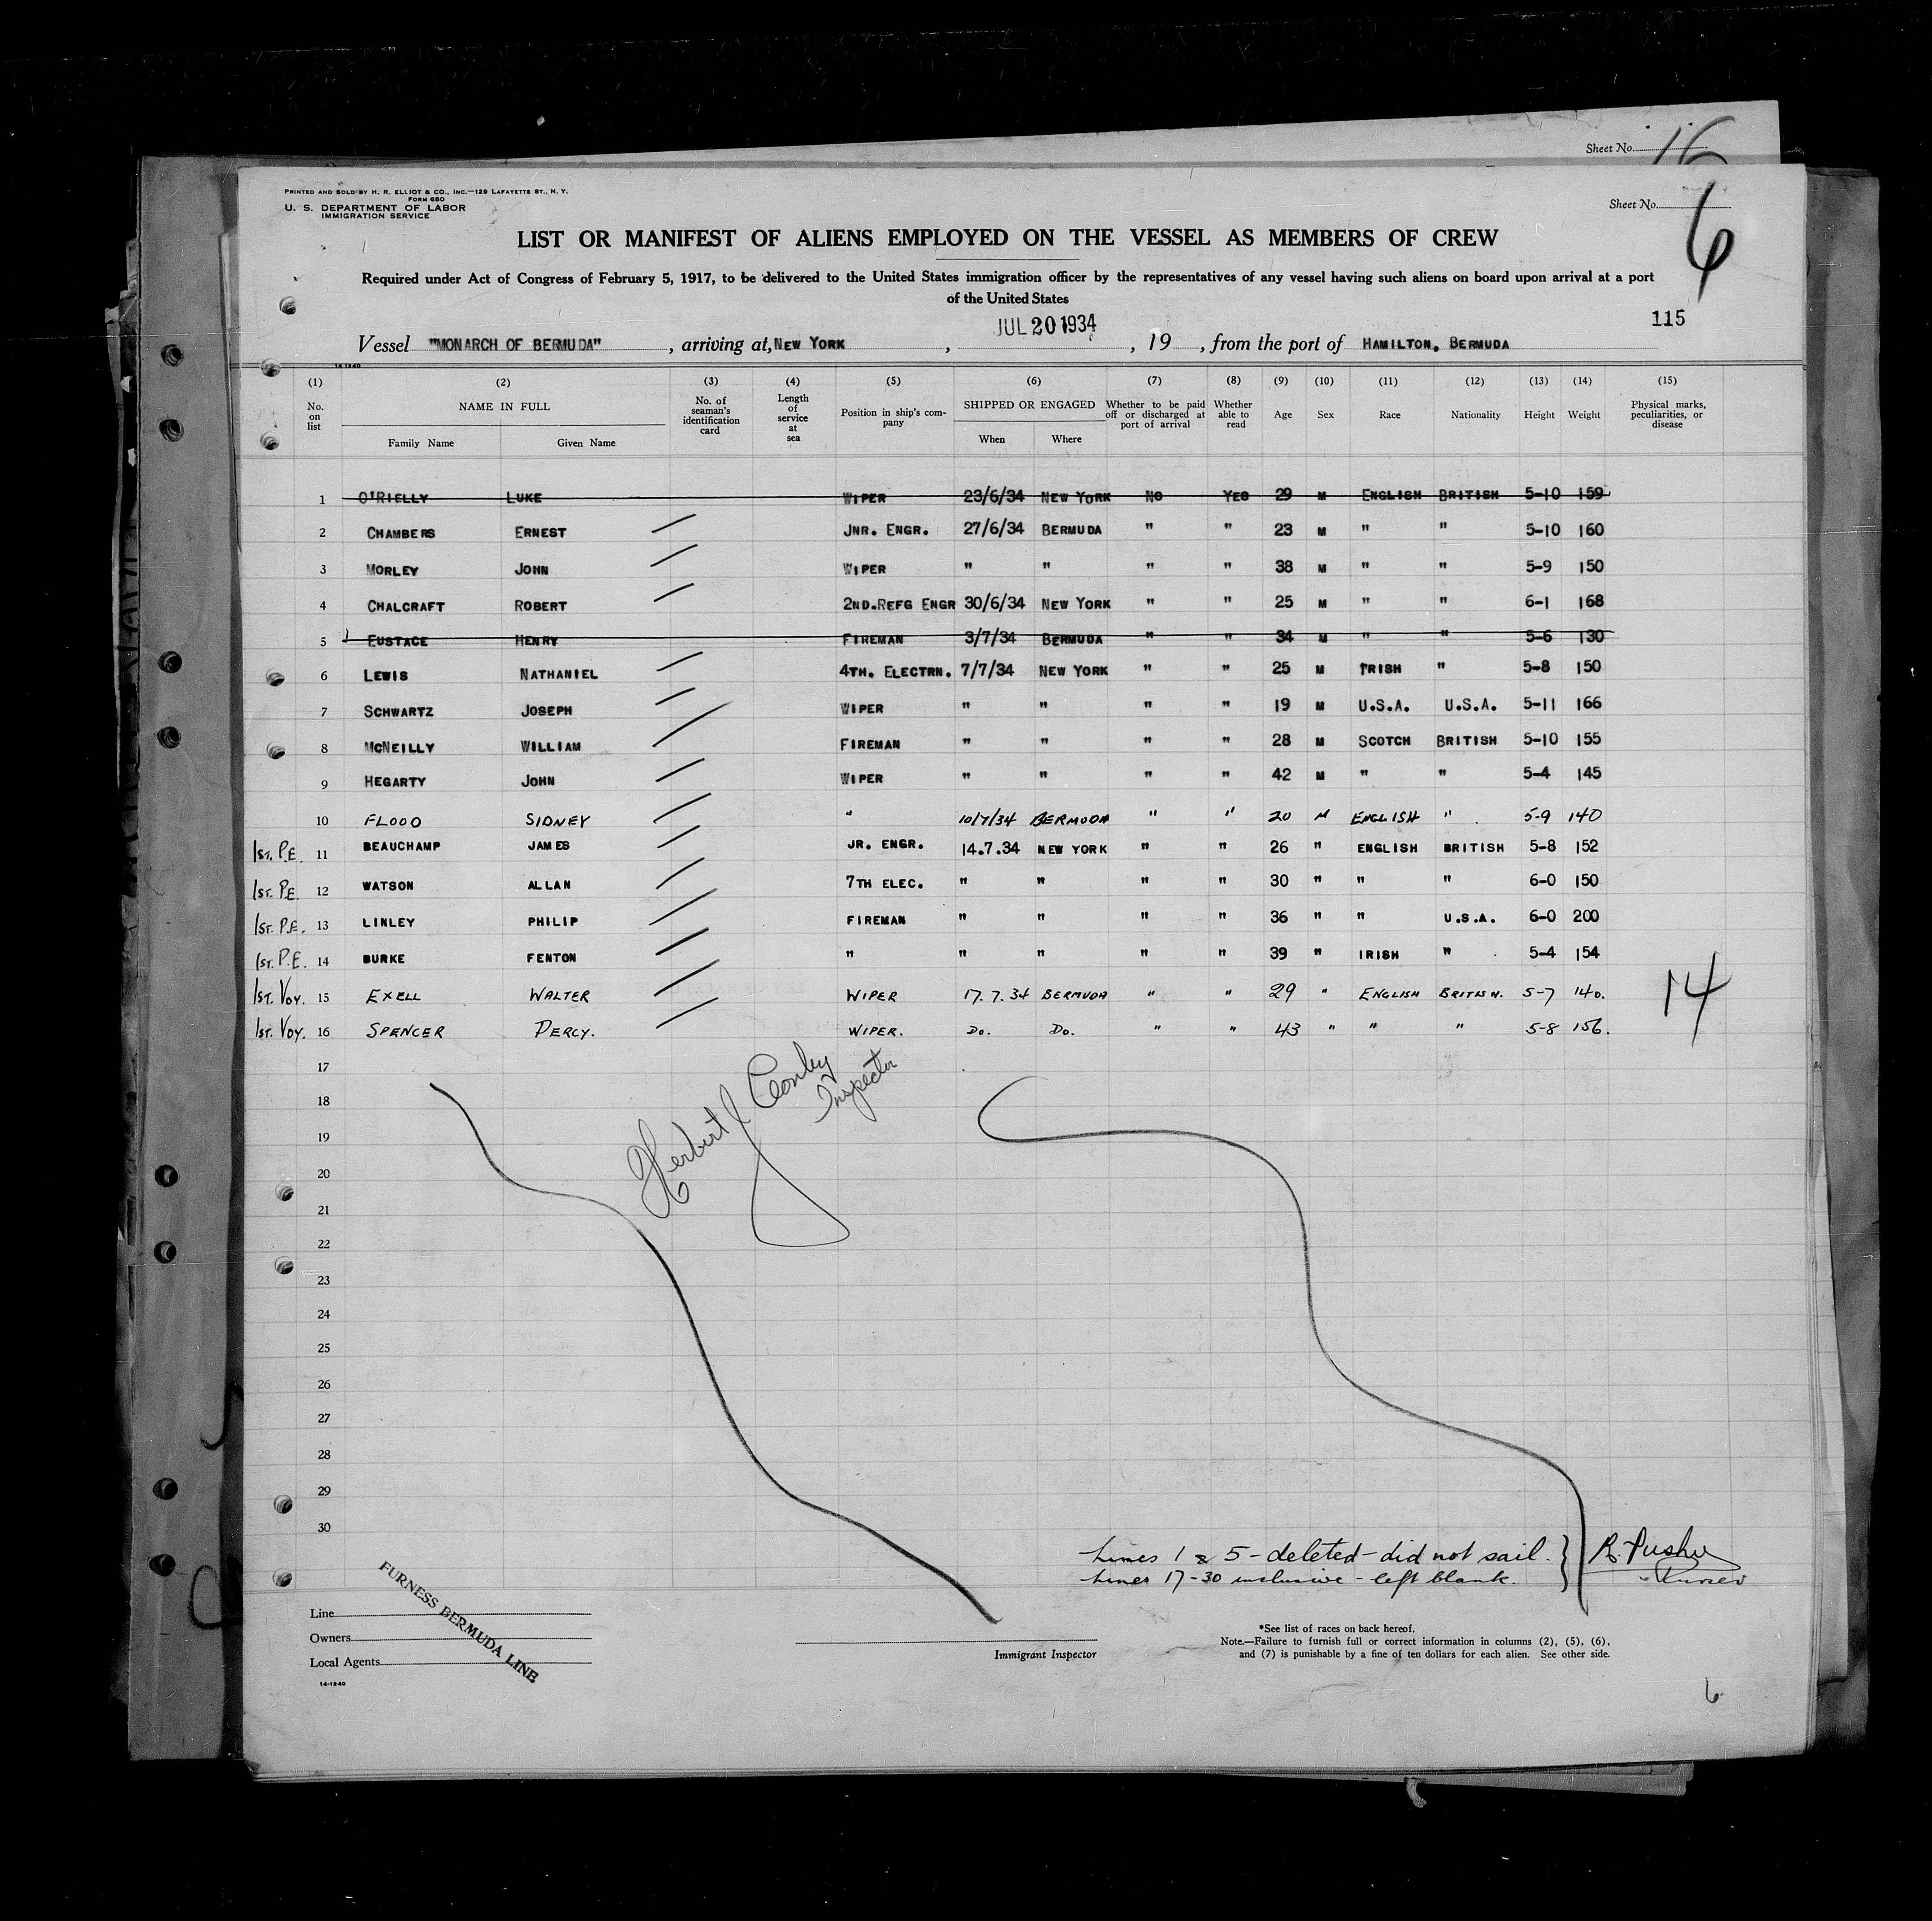 Sheet No. 16
PRINTED AND SOLD BY H. R. ELLIOT & CO., INC.—129 LAFAYETTE ST., N. Y.
FORM 680
U. S. DEPARTMENT OF LABOR
IMMIGRATION SERVICE
Sheet No. 6
LIST OR MANIFEST OF ALIENS EMPLOYED ON THE VESSEL AS MEMBERS OF CREW
Required under Act of Congress of February 5, 1917, to be delivered to the United States immigration officer by the representatives of any vessel having such aliens on board upon arrival at a port
of the United States
115
Vessel "MONARCH OF BERMUDA", arriving at, NEW YORK, JUL 20 1934, 19 , from the port of HAMILTON, BERMUDA
14-1240
(1) (2) (3) (4) (5) (6) (7) (8) (9) (10) (11) (12) (13) (14) (15)
No. on list NAME IN FULL Family Name Given Name No. of seaman's identification card Length of service at sea Position in ship's company SHIPPED OR ENGAGED When Where Whether to be paid off or discharged at port of arrival Whether able to read Age Sex Race Nationality Height Weight Physical marks, peculiarities, or disease
1 O'RIELLY LUKE WIPER 23/6/34 NEW YORK NO YES 29 M ENGLISH BRITISH 5-10 159
2 CHAMBERS ERNEST JNR. ENGR. 27/6/34 BERMUDA " " 23 M " " 5-10 160
3 MORLEY JOHN WIPER " " " " 38 M " " 5-9 150
4 CHALCRAFT ROBERT 2ND.REFG ENGR 30/6/34 NEW YORK " " 25 M " " 6-1 168
5 EUSTACE HENRY FIREMAN 3/7/34 BERMUDA " " 34 M " " 5-6 130
6 LEWIS NATHANIEL 4TH. ELECTRN. 7/7/34 NEW YORK " " 25 M IRISH " 5-8 150
7 SCHWARTZ JOSEPH WIPER " " " " 19 M U.S.A. U.S.A. 5-11 166
8 MCNEILLY WILLIAM FIREMAN " " " " 28 M SCOTCH BRITISH 5-10 155
9 HEGARTY JOHN WIPER " " " " 42 M " " 5-4 145
10 FLOOD SIDNEY " 10/7/34 BERMUDA " " 20 M ENGLISH " 5-9 140
1ST. P.E. 11 BEAUCHAMP JAMES JR. ENGR. 14.7.34 NEW YORK " " 26 " ENGLISH BRITISH 5-8 152
1ST. P.E. 12 WATSON ALLAN 7TH ELEC. " " " " 30 " " " 6-0 150
1ST. P.E. 13 LINLEY PHILIP FIREMAN " " " " 36 " " U.S.A. 6-0 200
1ST. P.E. 14 BURKE FENTON " " " " " 39 " IRISH " 5-4 154
1ST. VOY. 15 EXELL WALTER WIPER 17.7.34 BERMUDA " " 29 " ENGLISH BRITISH. 5-7 140.
1ST. VOY. 16 SPENCER PERCY. WIPER. DO. DO. " " 43 " " " 5-8 156.
14
17
18
19
20
21
22
23
24
25
26
27
28
29
30
Herbert J
Inspector
Lines 1 & 5 - deleted - did not sail.
Lines 17-30 inclusive - left blank.
Purser
FURNESS BERMUDA LINE
Line
Owners
Local Agents
14-1240
Immigrant Inspector
*See list of races on back hereof.
Note.—Failure to furnish full or correct information in columns (2), (5), (6),
and (7) is punishable by a fine of ten dollars for each alien. See other side.
6